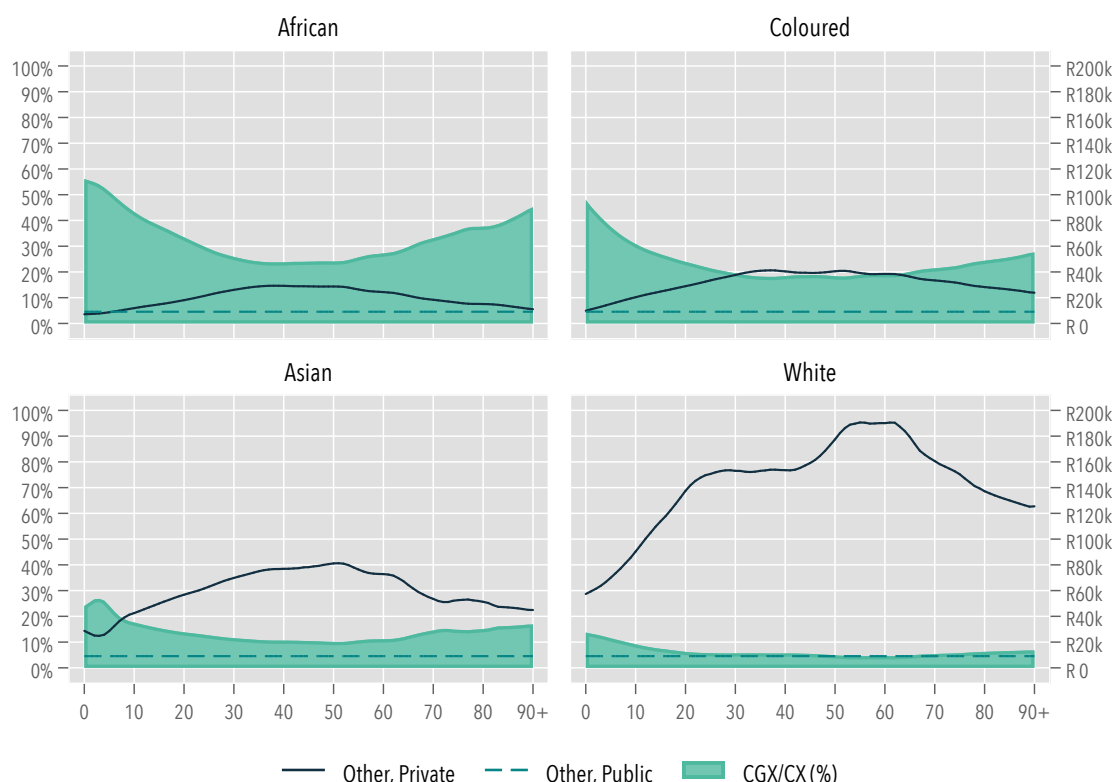 African Coloured
100% R200k
90% R180k
80% R160k
70% R140k
60% R120k
50% R100k
40% R80k
30% R60k
20% R40k
10% R20k
0% R 0
Asian White
100% R200k
90% R180k
80% R160k
70% R140k
60% R120k
50% R100k
40% R80k
30% R60k
20% R40k
10% R20k
0% R 0
0 10 20 30 40 50 60 70 80 90+ 0 10 20 30 40 50 60 70 80 90+
Other, Private Other, Public CGX/CX (%)